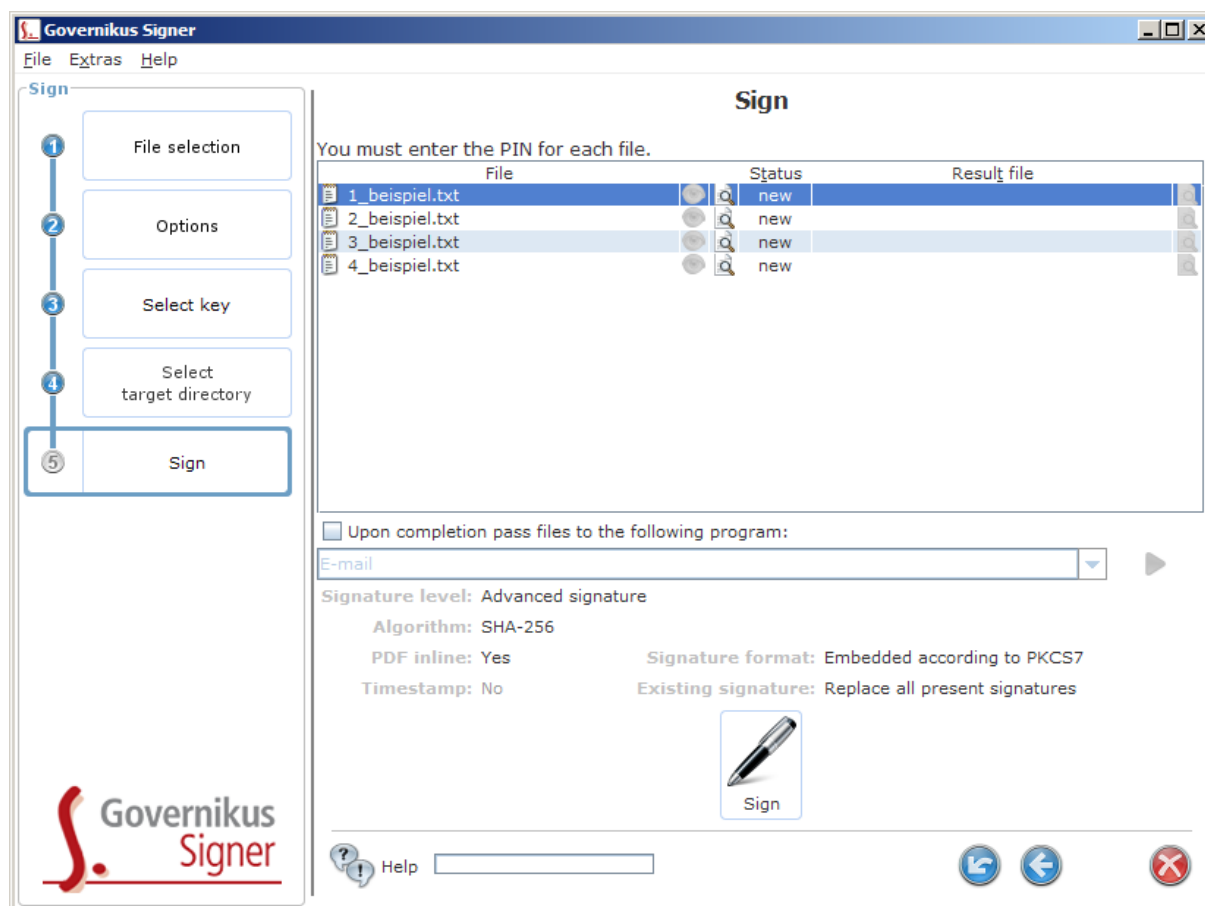 Governikus Signer
File Extras Help
Sign
1 File selection
2 Options
3 Select key
4 Select
target directory
5 Sign
Governikus
Signer
Sign
You must enter the PIN for each file.
File Status Result file
1_beispiel.txt new
2_beispiel.txt new
3_beispiel.txt new
4_beispiel.txt new
Upon completion pass files to the following program:
E-mail
Signature level: Advanced signature
Algorithm: SHA-256
PDF inline: Yes Signature format: Embedded according to PKCS7
Timestamp: No Existing signature: Replace all present signatures
Sign
Help